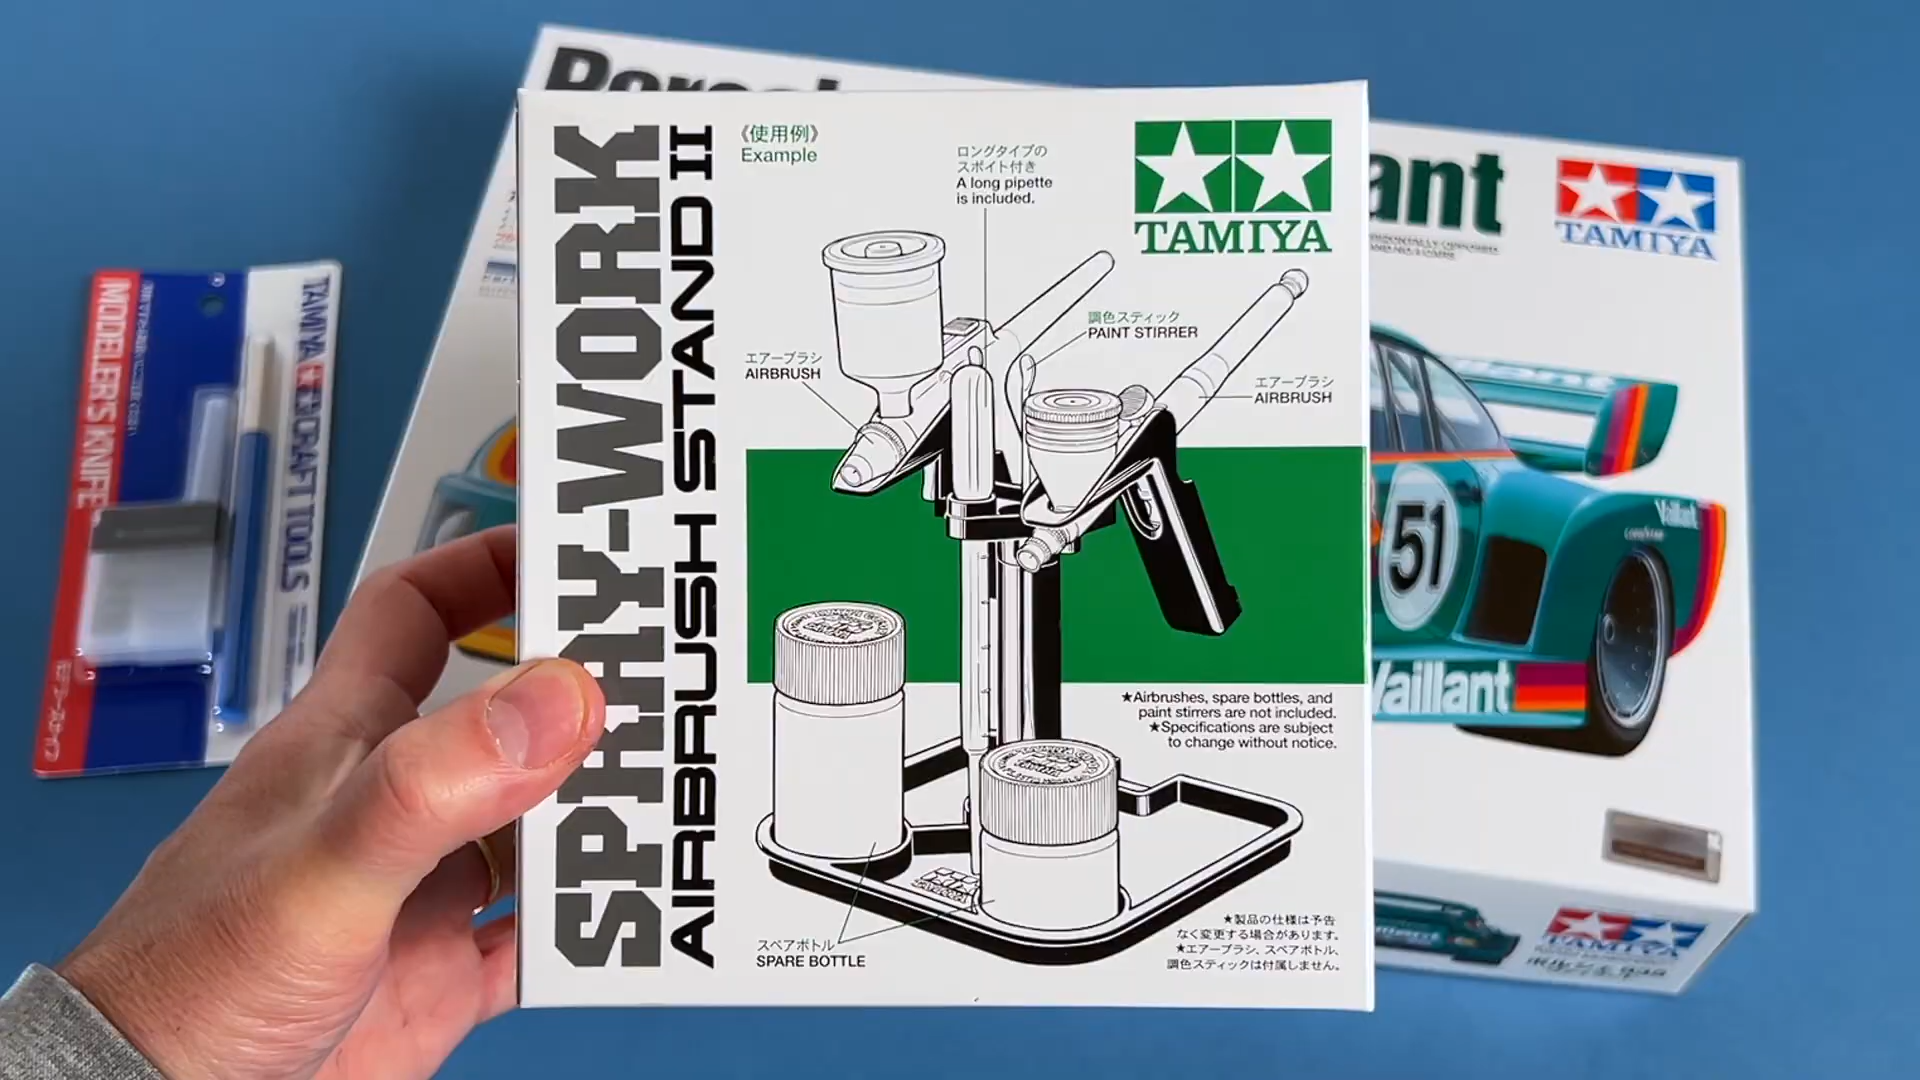 SPRAY-WORK
AIRBRUSH STAND II
《使用例》
Example
ロングタイプの
スポイト付き
A long pipette
is included.
TAMIYA
調色スティック
PAINT STIRRER
エアーブラシ
AIRBRUSH
エアーブラシ
AIRBRUSH
★Airbrushes, spare bottles, and
paint stirrers are not included.
★Specifications are subject
to change without notice.
スペアボトル
SPARE BOTTLE
★製品の仕様は予告
なく変更する場合があります。
★エアーブラシ、スペアボトル、
調色スティックは付属しません。
TAMIYA
51
Vaillant
Vaillant
TAMIYA
MODELER'S KNIFE
TAMIYA CRAFT TOOLS